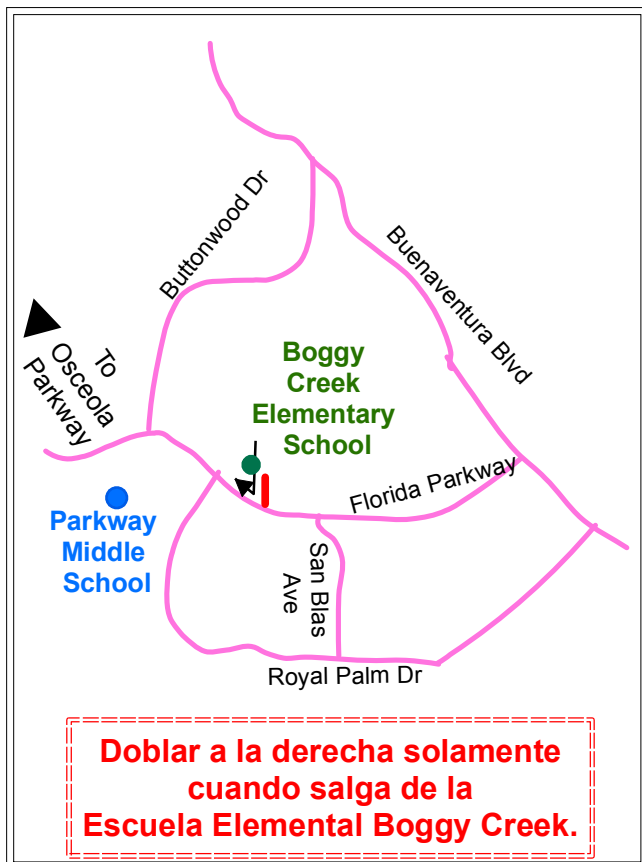 Buttonwood Dr
Buenaventura Blvd
To
Osceola
Parkway
Boggy
Creek
Elementary
School
Florida Parkway
Parkway
Middle
School
San Blas
Ave
Royal Palm Dr
Doblar a la derecha solamente
cuando salga de la
Escuela Elemental Boggy Creek.